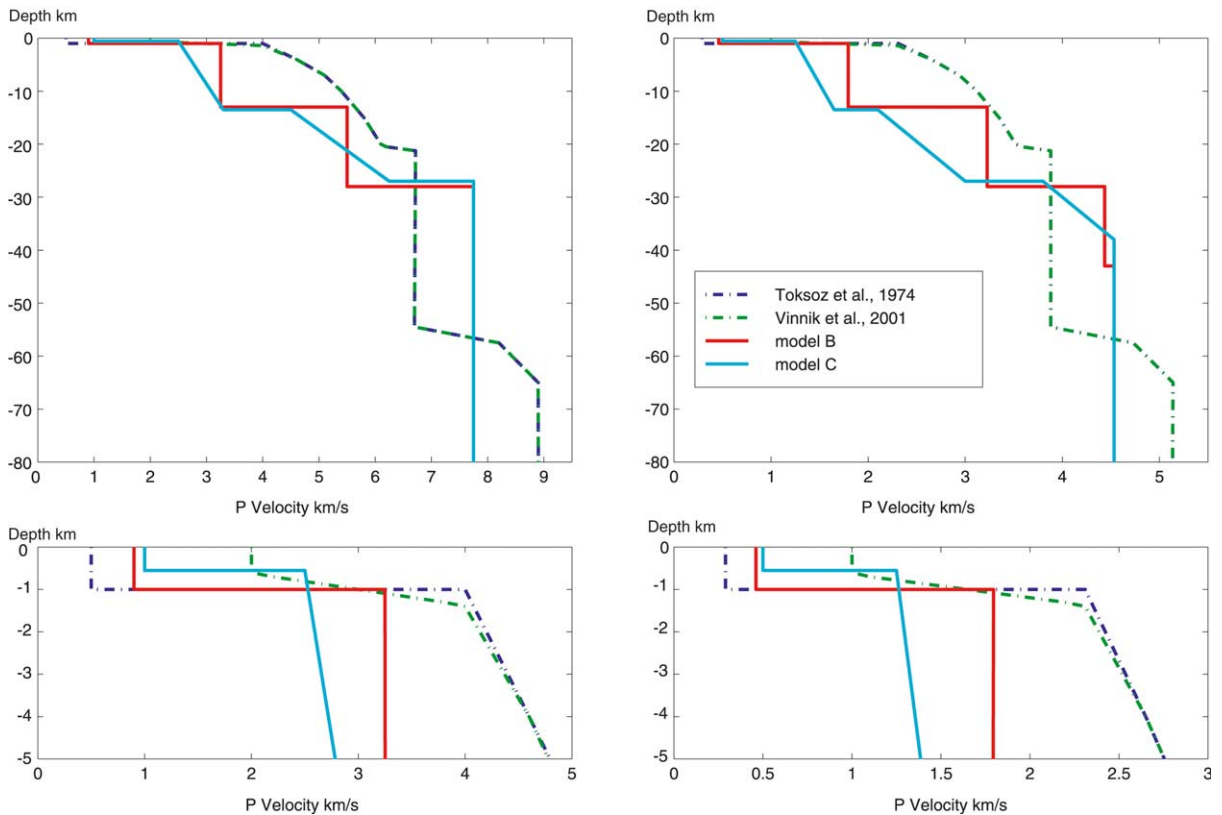 Depth km
0
-10
-20
-30
-40
-50
-60
-70
-80
0 1 2 3 4 5 6 7 8 9
P Velocity km/s
Depth km
0
-10
-20
-30
-40
-50
-60
-70
-80
0 1 2 3 4 5
P Velocity km/s
Toksoz et al., 1974
Vinnik et al., 2001
model B
model C
Depth km
0
-1
-2
-3
-4
-5
0 1 2 3 4 5
P Velocity km/s
Depth km
0
-1
-2
-3
-4
-5
0 0.5 1 1.5 2 2.5 3
P Velocity km/s